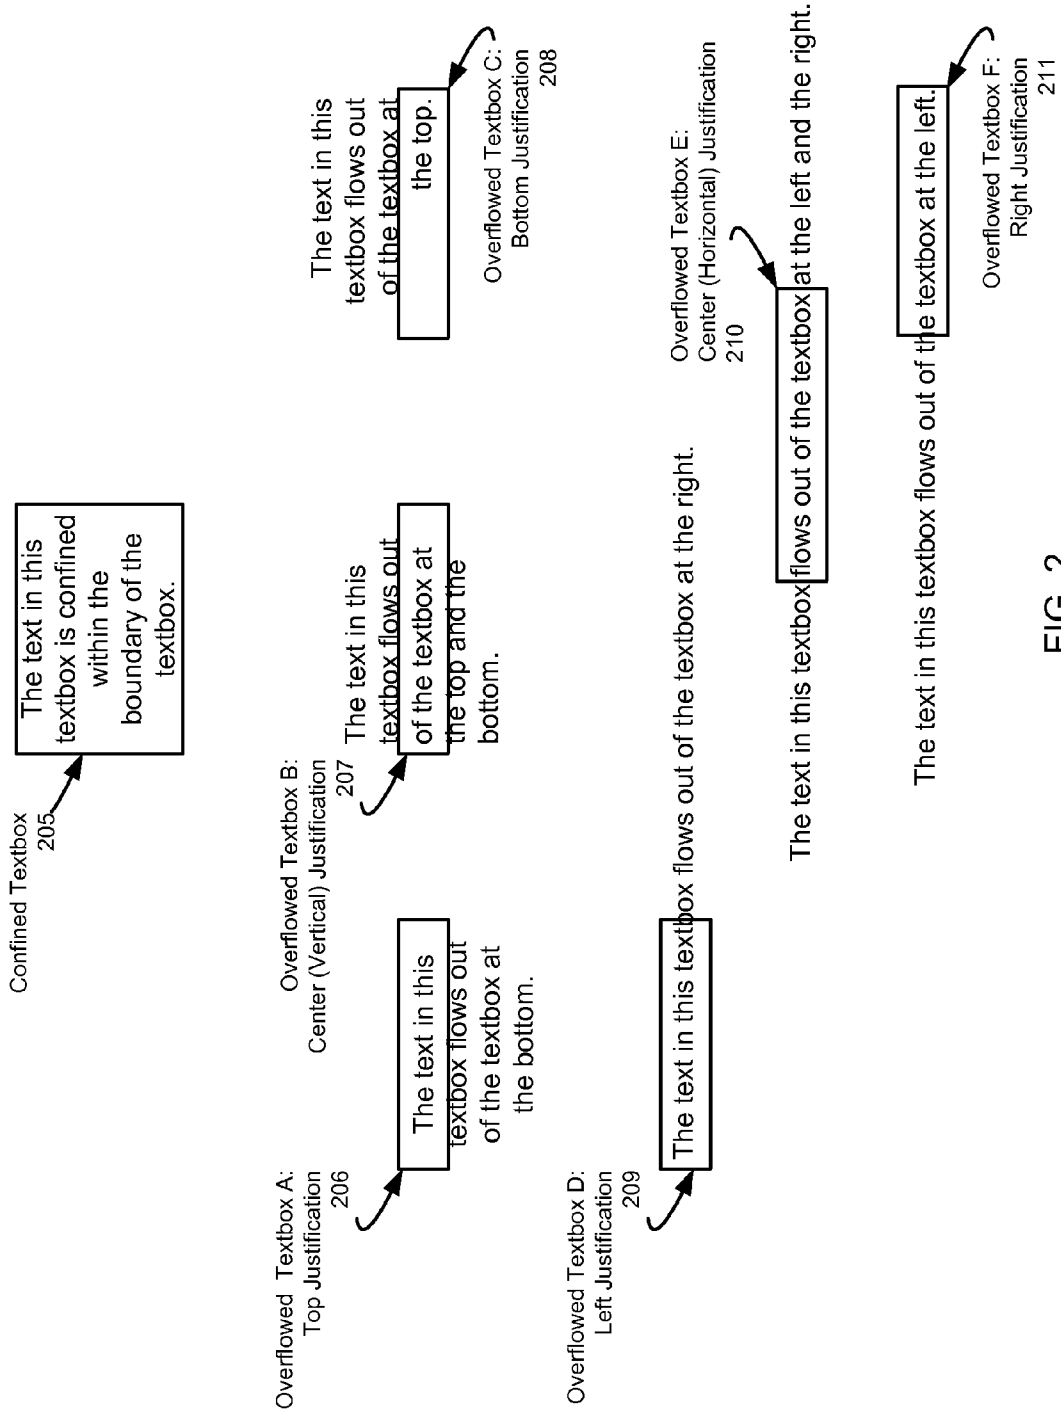 Confined Textbox
205
The text in this
textbox is confined
within the
boundary of the
textbox.
Overflowed  Textbox A:
Top Justification
206
The text in this
textbox flows out
of the textbox at
the bottom.
Overflowed Textbox B:
Center (Vertical) Justification
207
The text in this
textbox flows out
of the textbox at
the top and the
bottom.
The text in this
textbox flows out
of the textbox at
the top.
Overflowed Textbox C:
Bottom Justification
208
Overflowed Textbox D:
Left Justification
209
The text in this textbox flows out of the textbox at the right.
Overflowed Textbox E:
Center (Horizontal) Justification
210
The text in this textbox flows out of the textbox at the left and the right.
The text in this textbox flows out of the textbox at the left.
Overflowed Textbox F:
Right Justification
211
FIG. 2